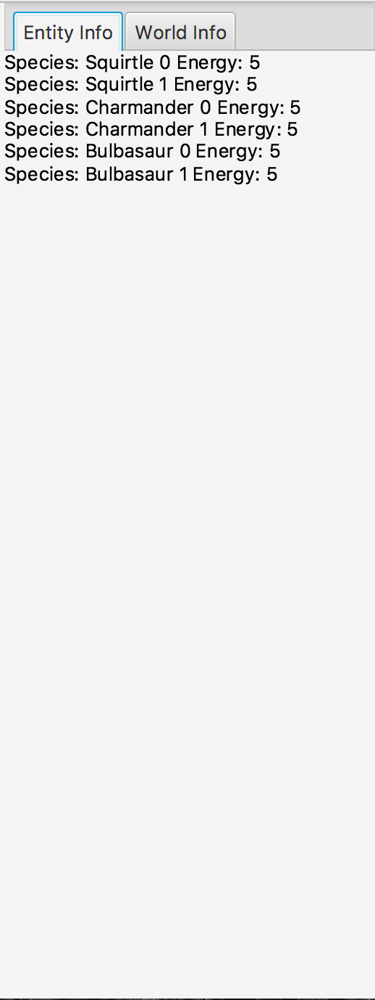 Entity Info World Info
Species: Squirtle 0 Energy: 5
Species: Squirtle 1 Energy: 5
Species: Charmander 0 Energy: 5
Species: Charmander 1 Energy: 5
Species: Bulbasaur 0 Energy: 5
Species: Bulbasaur 1 Energy: 5